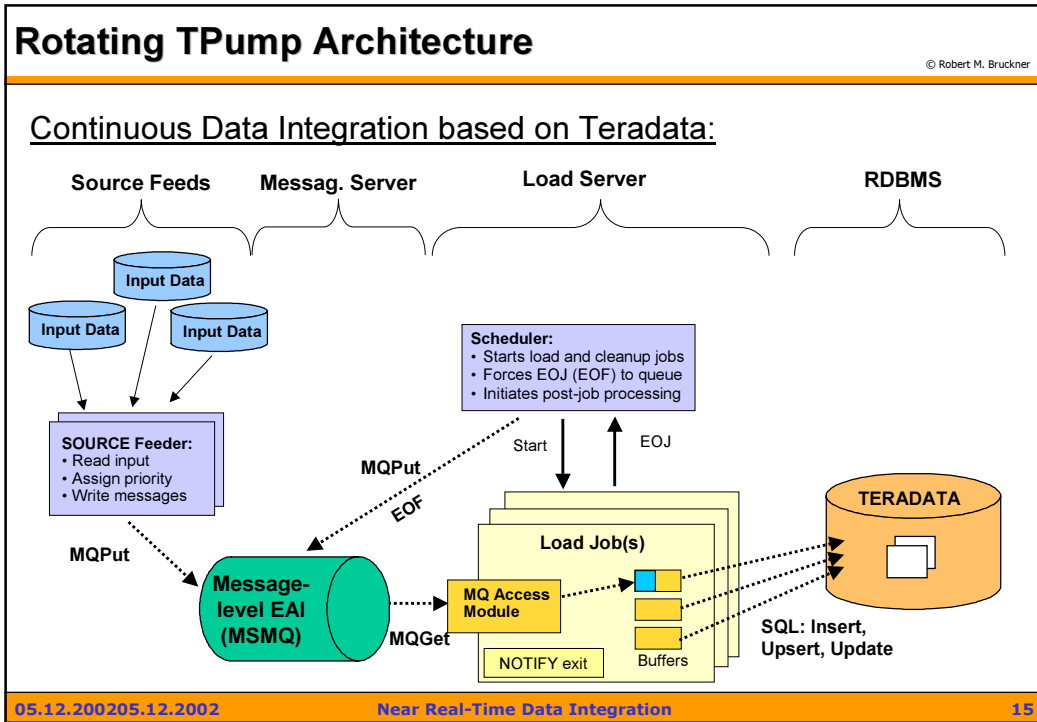 Rotating TPump Architecture
© Robert M. Bruckner
Continuous Data Integration based on Teradata:
Source Feeds
Messag. Server
Load Server
RDBMS
Input Data
Input Data
Input Data
Scheduler:
• Starts load and cleanup jobs
• Forces EOJ (EOF) to queue
• Initiates post-job processing
SOURCE Feeder:
• Read input
• Assign priority
• Write messages
Start
EOJ
MQPut
EOF
MQPut
TERADATA
Load Job(s)
Message-
level EAI
(MSMQ)
MQ Access
Module
MQGet
Buffers
NOTIFY exit
SQL: Insert,
Upsert, Update
05.12.200205.12.2002
Near Real-Time Data Integration
15